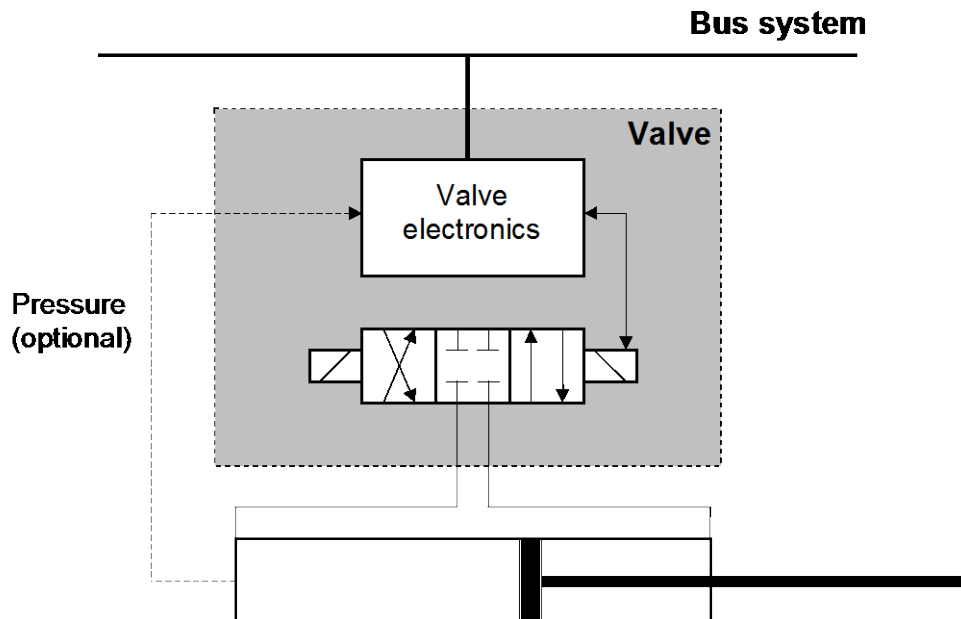 Bus system
Valve
Valve
electronics
Pressure
(optional)